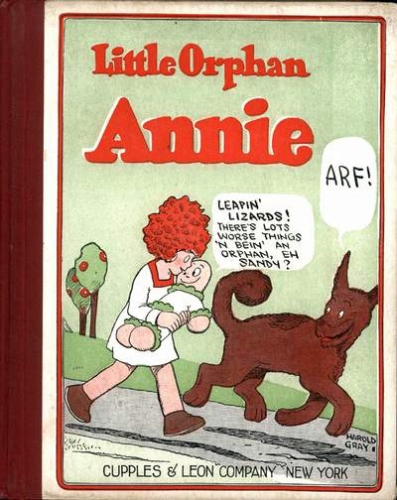 Little Orphan
Annie
ARF!
LEAPIN'
LIZARDS!
THERE'S LOTS
WORSE THINGS
'N BEIN' AN
ORPHAN, EH
SANDY?
HAROLD
GRAY
CUPPLES & LEON COMPANY NEW YORK